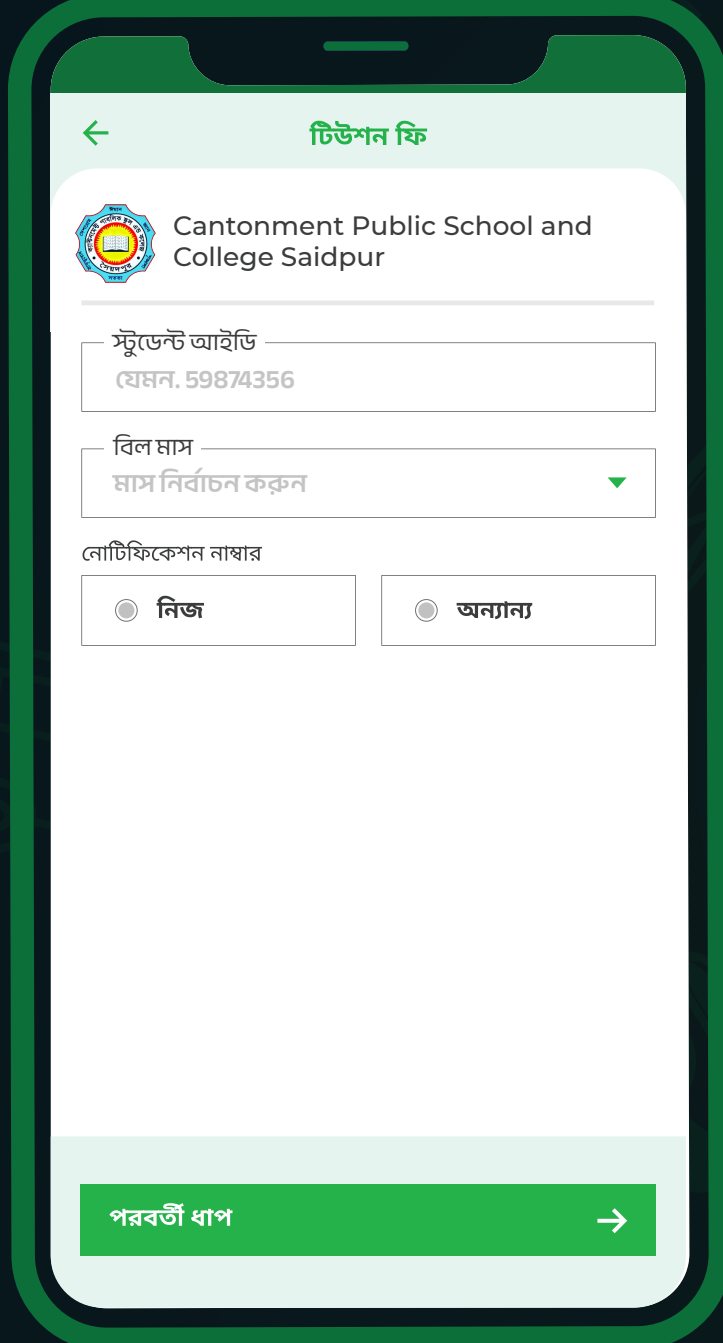 টিউশন ফি
Cantonment Public School and
College Saidpur
স্টুডেন্ট আইডি
যেমন. 59874356
বিল মাস
মাস নির্বাচন করুন
নোটিফিকেশন নাম্বার
নিজ
অন্যান্য
পরবর্তী ধাপ